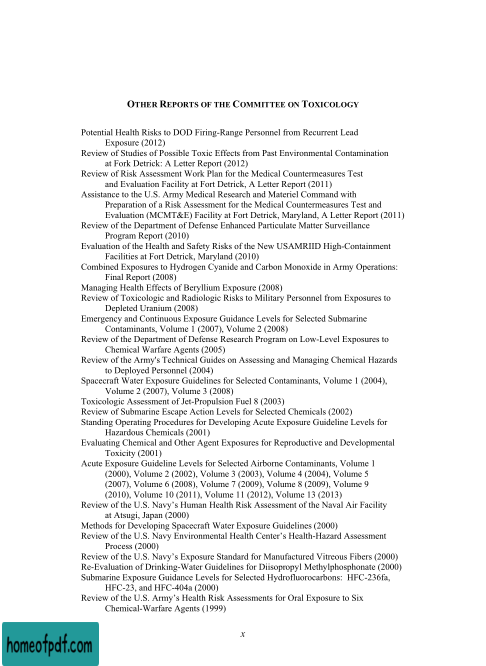 OTHER REPORTS OF THE COMMITTEE ON TOXICOLOGY
Potential Health Risks to DOD Firing-Range Personnel from Recurrent Lead
Exposure (2012)
Review of Studies of Possible Toxic Effects from Past Environmental Contamination
at Fork Detrick: A Letter Report (2012)
Review of Risk Assessment Work Plan for the Medical Countermeasures Test
and Evaluation Facility at Fort Detrick, A Letter Report (2011)
Assistance to the U.S. Army Medical Research and Materiel Command with
Preparation of a Risk Assessment for the Medical Countermeasures Test and
Evaluation (MCMT&E) Facility at Fort Detrick, Maryland, A Letter Report (2011)
Review of the Department of Defense Enhanced Particulate Matter Surveillance
Program Report (2010)
Evaluation of the Health and Safety Risks of the New USAMRIID High-Containment
Facilities at Fort Detrick, Maryland (2010)
Combined Exposures to Hydrogen Cyanide and Carbon Monoxide in Army Operations:
Final Report (2008)
Managing Health Effects of Beryllium Exposure (2008)
Review of Toxicologic and Radiologic Risks to Military Personnel from Exposures to
Depleted Uranium (2008)
Emergency and Continuous Exposure Guidance Levels for Selected Submarine
Contaminants, Volume 1 (2007), Volume 2 (2008)
Review of the Department of Defense Research Program on Low-Level Exposures to
Chemical Warfare Agents (2005)
Review of the Army's Technical Guides on Assessing and Managing Chemical Hazards
to Deployed Personnel (2004)
Spacecraft Water Exposure Guidelines for Selected Contaminants, Volume 1 (2004),
Volume 2 (2007), Volume 3 (2008)
Toxicologic Assessment of Jet-Propulsion Fuel 8 (2003)
Review of Submarine Escape Action Levels for Selected Chemicals (2002)
Standing Operating Procedures for Developing Acute Exposure Guideline Levels for
Hazardous Chemicals (2001)
Evaluating Chemical and Other Agent Exposures for Reproductive and Developmental
Toxicity (2001)
Acute Exposure Guideline Levels for Selected Airborne Contaminants, Volume 1
(2000), Volume 2 (2002), Volume 3 (2003), Volume 4 (2004), Volume 5
(2007), Volume 6 (2008), Volume 7 (2009), Volume 8 (2009), Volume 9
(2010), Volume 10 (2011), Volume 11 (2012), Volume 13 (2013)
Review of the U.S. Navy's Human Health Risk Assessment of the Naval Air Facility
at Atsugi, Japan (2000)
Methods for Developing Spacecraft Water Exposure Guidelines (2000)
Review of the U.S. Navy Environmental Health Center's Health-Hazard Assessment
Process (2000)
Review of the U.S. Navy's Exposure Standard for Manufactured Vitreous Fibers (2000)
Re-Evaluation of Drinking-Water Guidelines for Diisopropyl Methylphosphonate (2000)
Submarine Exposure Guidance Levels for Selected Hydrofluorocarbons: HFC-236fa,
HFC-23, and HFC-404a (2000)
Review of the U.S. Army's Health Risk Assessments for Oral Exposure to Six
Chemical-Warfare Agents (1999)
x
homeofpdf.com